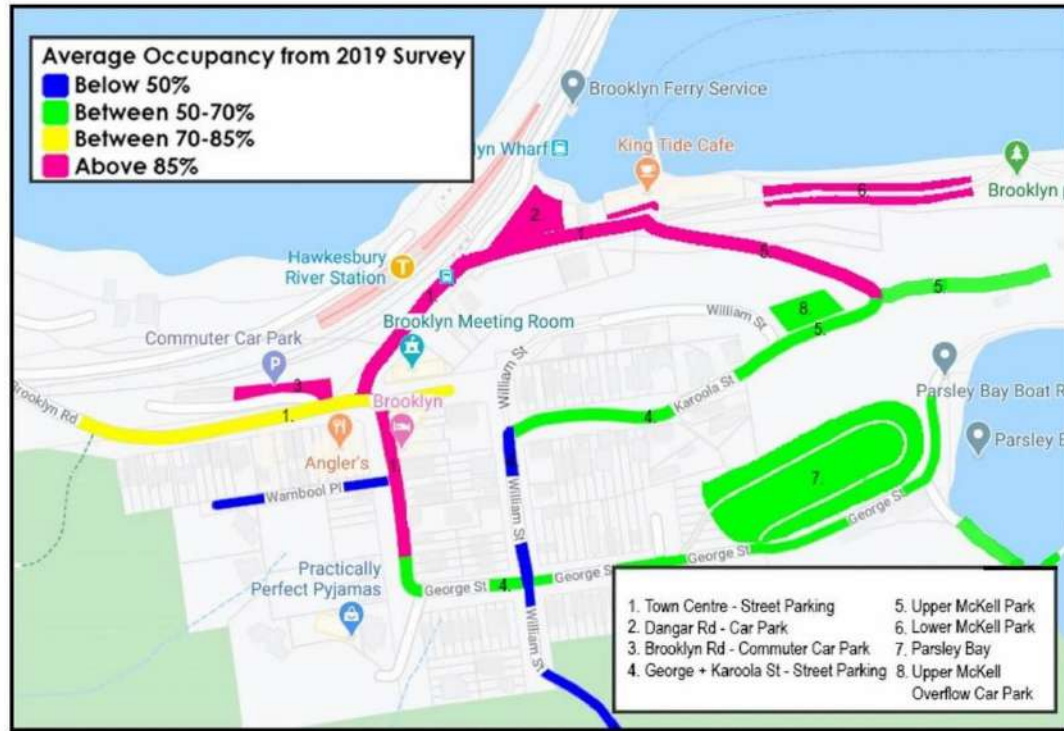 Average Occupancy from 2019 Survey
Below 50%
Between 50-70%
Between 70-85%
Above 85%
Brooklyn Ferry Service
lyn Wharf
King Tide Cafe
2.
6.
Brooklyn
1.
Hawkesbury
River Station
6.
5.
1.
8.
William St
Brooklyn Meeting Room
5.
Commuter Car Park
William St
3
Brooklyn
Karoola St
Parsley Bay Boat R
Brooklyn Rd
1.
4.
Angler's
Parsley B
7.
Wambool Pl
William St
George St
Practically
Perfect Pyjamas
George St
George St
4.
George St
William St
1. Town Centre - Street Parking
2. Dangar Rd - Car Park
3. Brooklyn Rd - Commuter Car Park
4. George + Karoola St - Street Parking
5. Upper McKell Park
6. Lower McKell Park
7. Parsley Bay
8. Upper McKell
Overflow Car Park